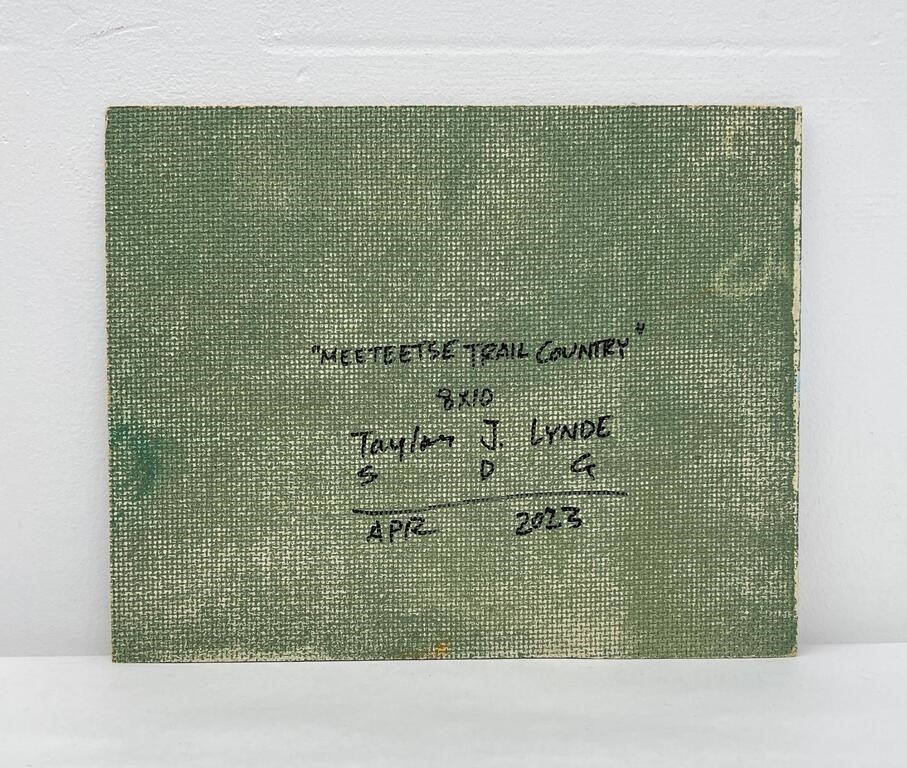 "MEETEETSE TRAIL COUNTRY"
8X10
Taylor J. LYNDE
S D G
APR 2023